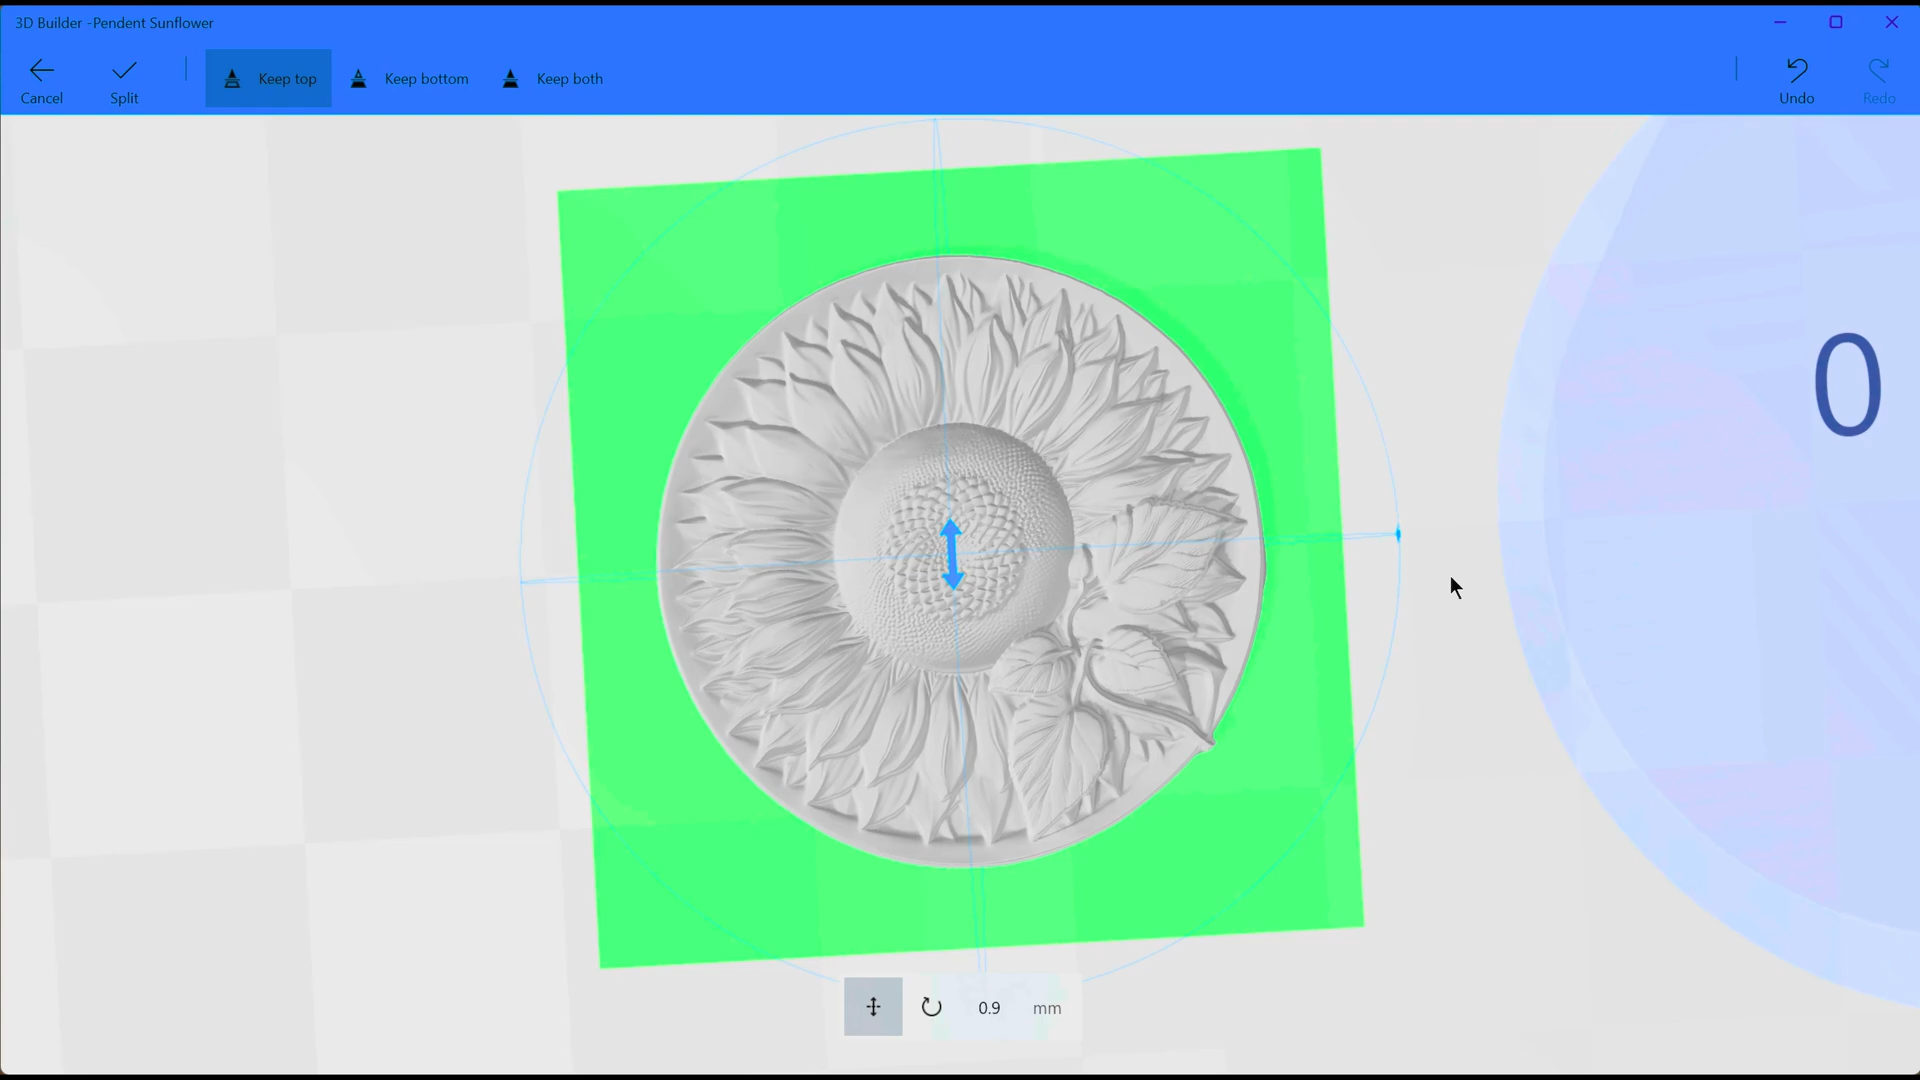 3D Builder -Pendent Sunflower
Cancel
Split
Keep top
Keep bottom
Keep both
Undo
Redo
0
0.9 mm